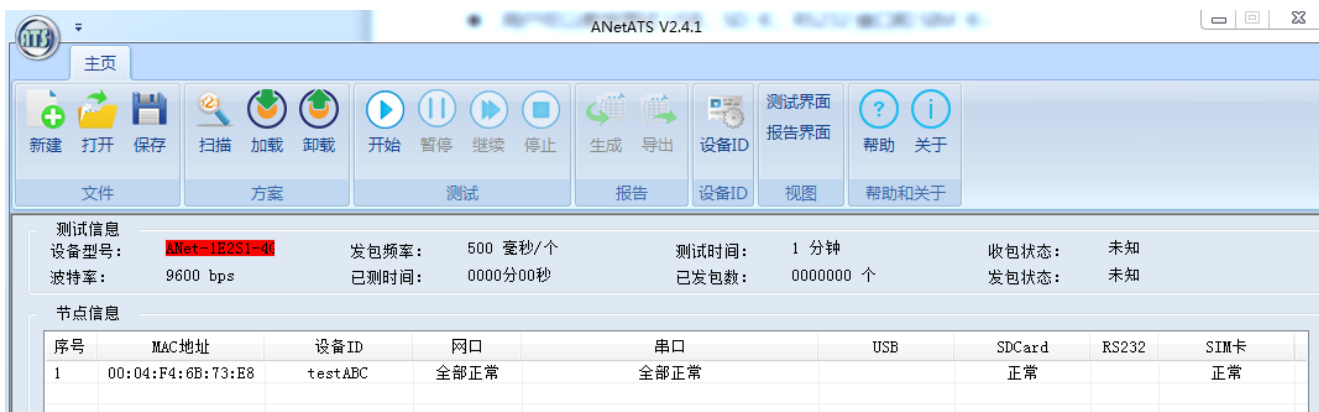 ANetATS V2.4.1
ATS
主页
新建 打开 保存 扫描 加载 卸载 开始 暂停 继续 停止 生成 导出 设备ID 测试界面 报告界面 帮助 关于
文件 方案 测试 报告 设备ID 视图 帮助和关于
测试信息
设备型号: ANet-1E2S1-4G 发包频率: 500 毫秒/个 测试时间: 1 分钟 收包状态: 未知
波特率: 9600 bps 已测时间: 0000分00秒 已发包数: 0000000 个 发包状态: 未知
节点信息
序号 MAC地址 设备ID 网口 串口 USB SDCard RS232 SIM卡
1 00:04:F4:6B:73:E8 testABC 全部正常 全部正常 正常 正常